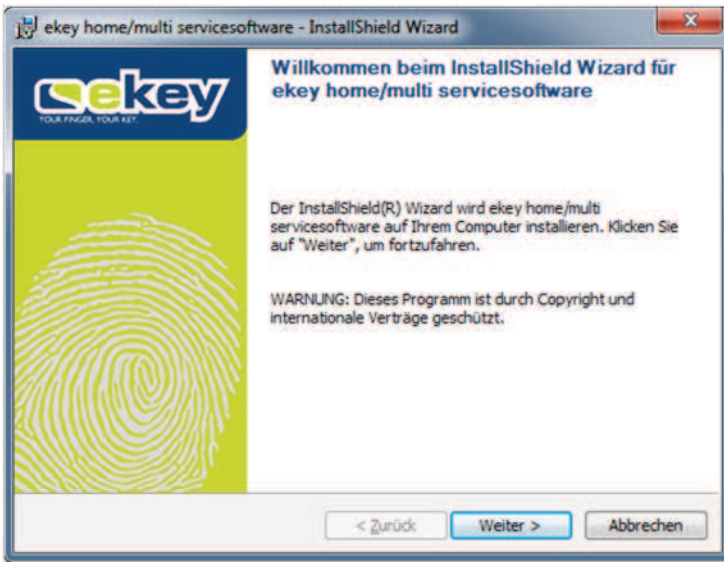 ekey home/multi servicesoftware - InstallShield Wizard
ekey
YOUR FINGER. YOUR KEY.
Willkommen beim InstallShield Wizard für
ekey home/multi servicesoftware
Der InstallShield(R) Wizard wird ekey home/multi
servicesoftware auf Ihrem Computer installieren. Klicken Sie
auf "Weiter", um fortzufahren.
WARNUNG: Dieses Programm ist durch Copyright und
internationale Verträge geschützt.
< Zurück
Weiter >
Abbrechen